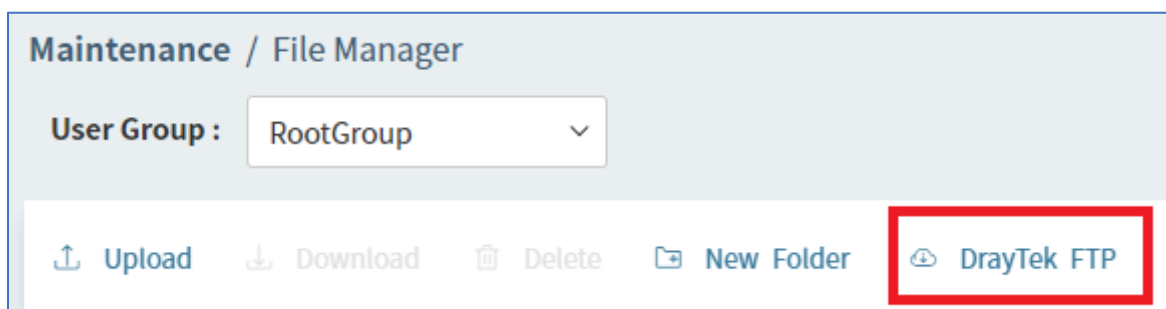 Maintenance / File Manager
User Group : RootGroup
Upload Download Delete New Folder DrayTek FTP